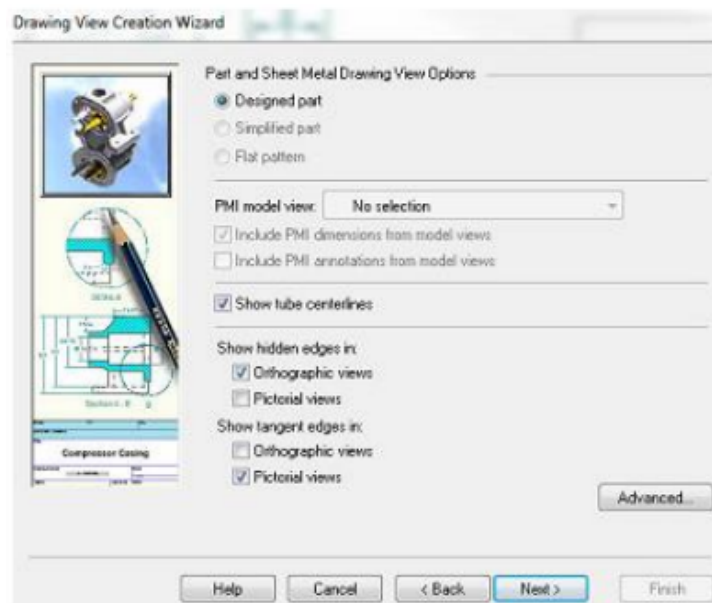 Drawing View Creation Wizard
Part and Sheet Metal Drawing View Options
Designed part
Simplified part
Flat pattern
PMI model view: No selection
Include PMI dimensions from model views
Include PMI annotations from model views
Show tube centerlines
Show hidden edges in:
Orthographic views
Pictorial views
Show tangent edges in:
Orthographic views
Pictorial views
Compressor Casing
Advanced...
Help Cancel < Back Next > Finish